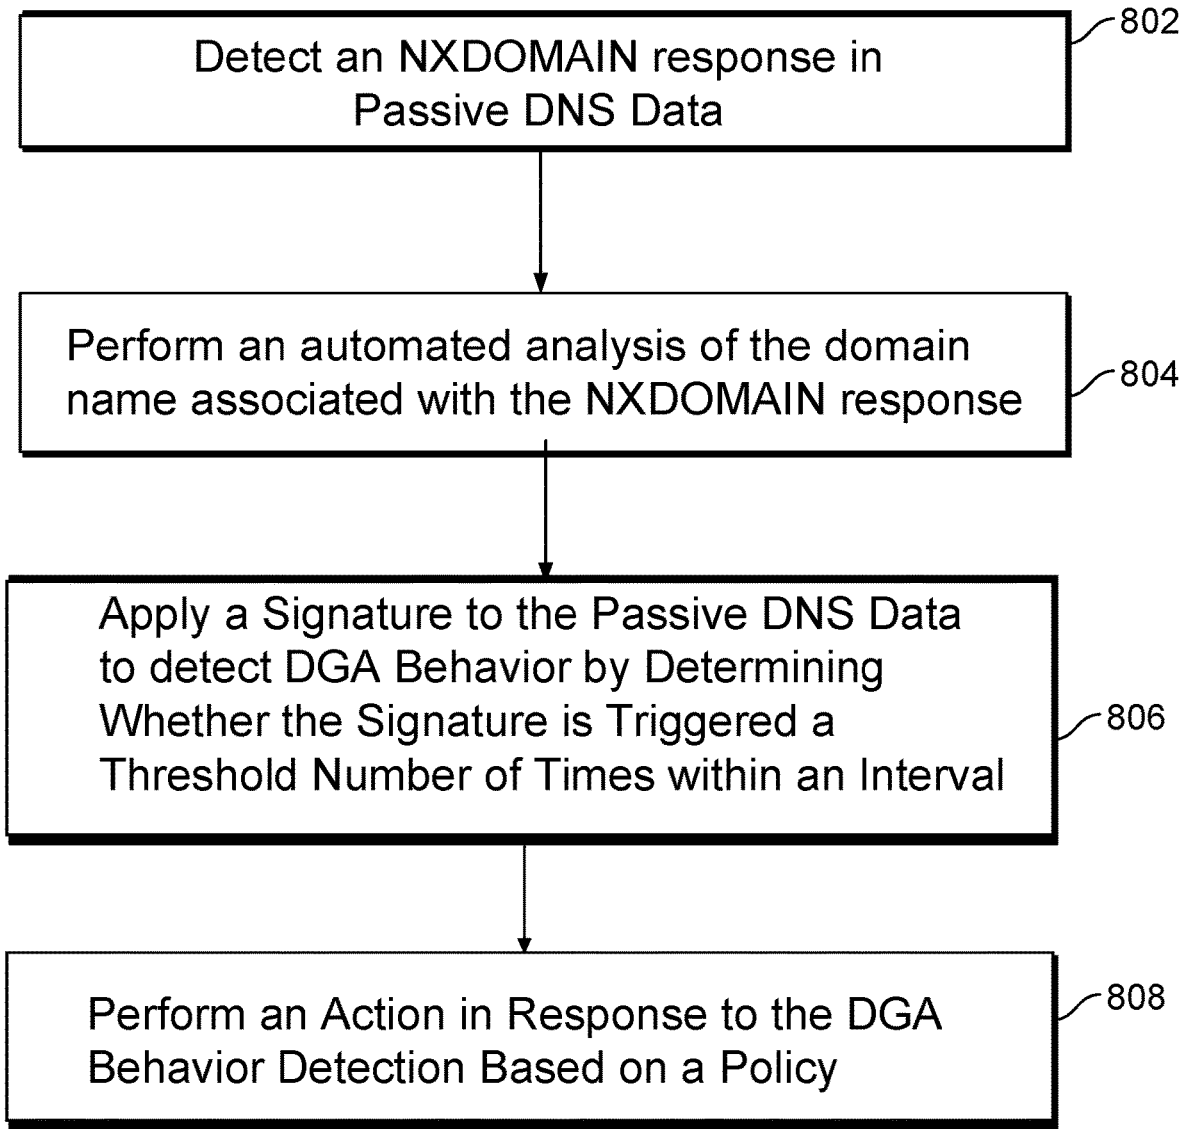 802
Detect an NXDOMAIN response in
Passive DNS Data
Perform an automated analysis of the domain
name associated with the NXDOMAIN response
804
Apply a Signature to the Passive DNS Data
to detect DGA Behavior by Determining
Whether the Signature is Triggered a
Threshold Number of Times within an Interval
806
Perform an Action in Response to the DGA
Behavior Detection Based on a Policy
808